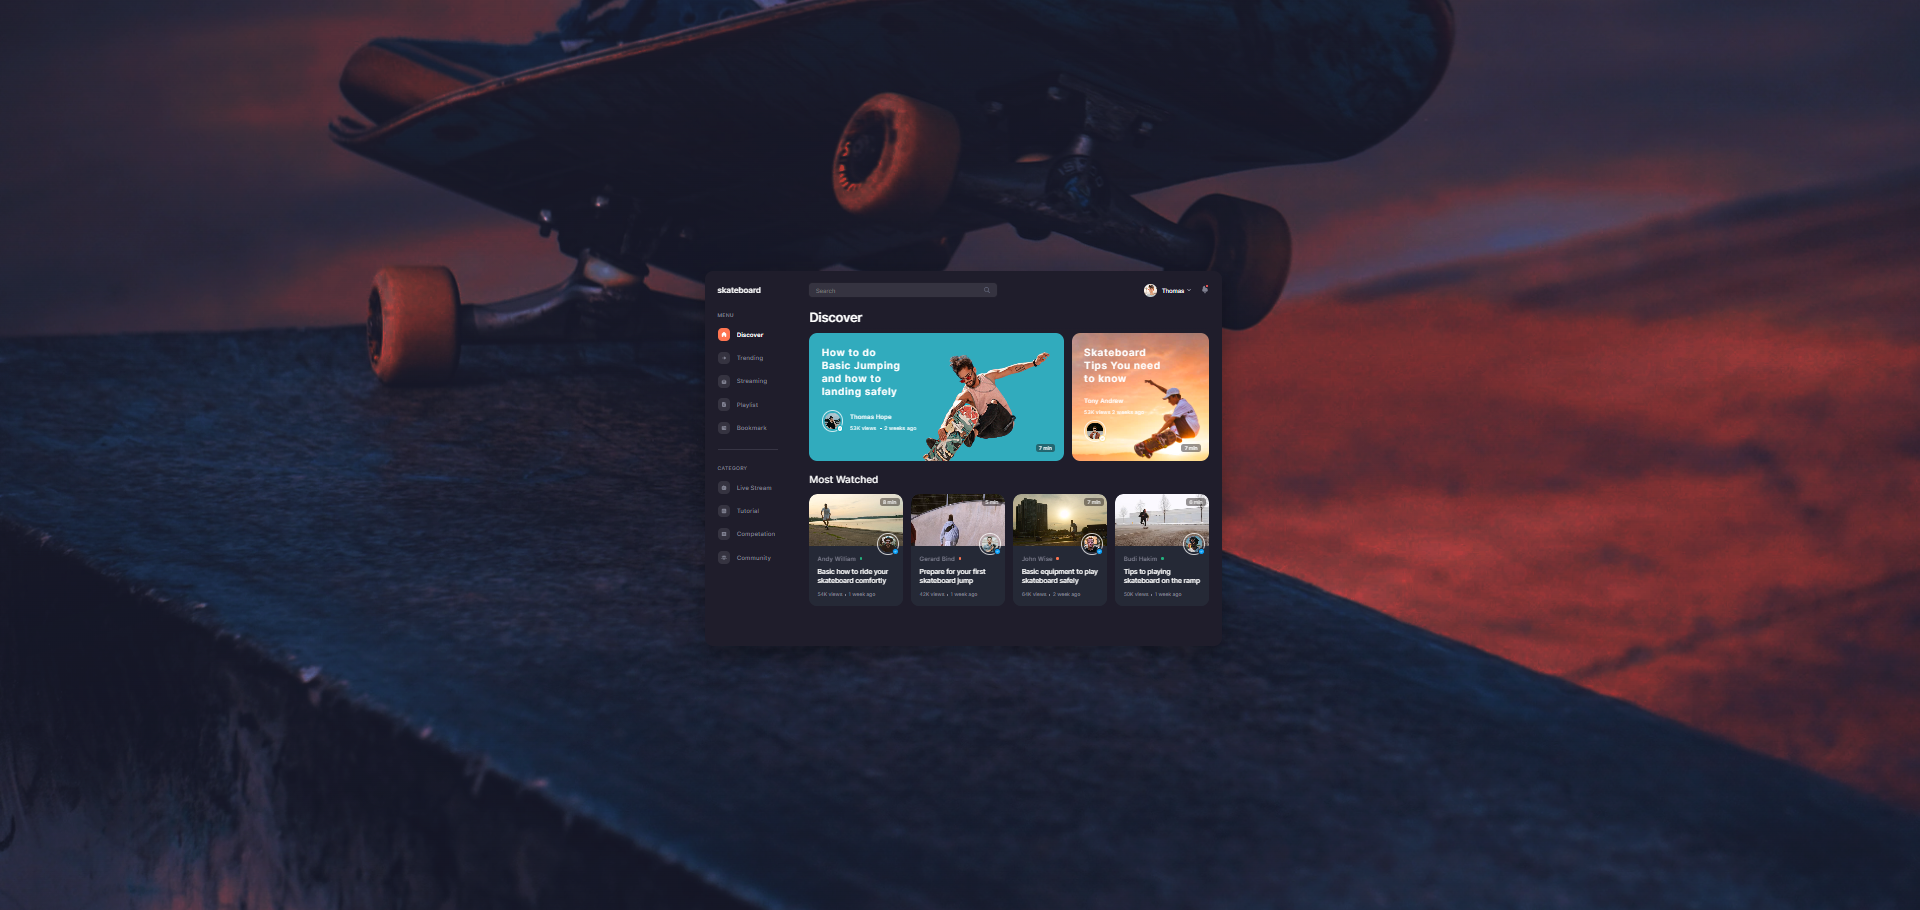 skateboard
Search
Thomas
MENU
Discover
Trending
Streaming
Playlist
Bookmark
CATEGORY
Live Stream
Tutorial
Competation
Community
Discover
How to do
Basic Jumping
and how to
landing safely
Thomas Hope
53K views • 2 weeks ago
7 min
Skateboard
Tips You need
to know
Tony Andrew
53K views 2 weeks ago
7 min
Most Watched
8 min
Andy William
Basic how to ride your
skateboard comfortly
54K views • 1 week ago
5 min
Gerard Bind
Prepare for your first
skateboard jump
42K views • 1 week ago
7 min
John Wise
Basic equipment to play
skateboard safely
64K views • 2 week ago
6 min
Budi Hakim
Tips to playing
skateboard on the ramp
50K views • 1 week ago